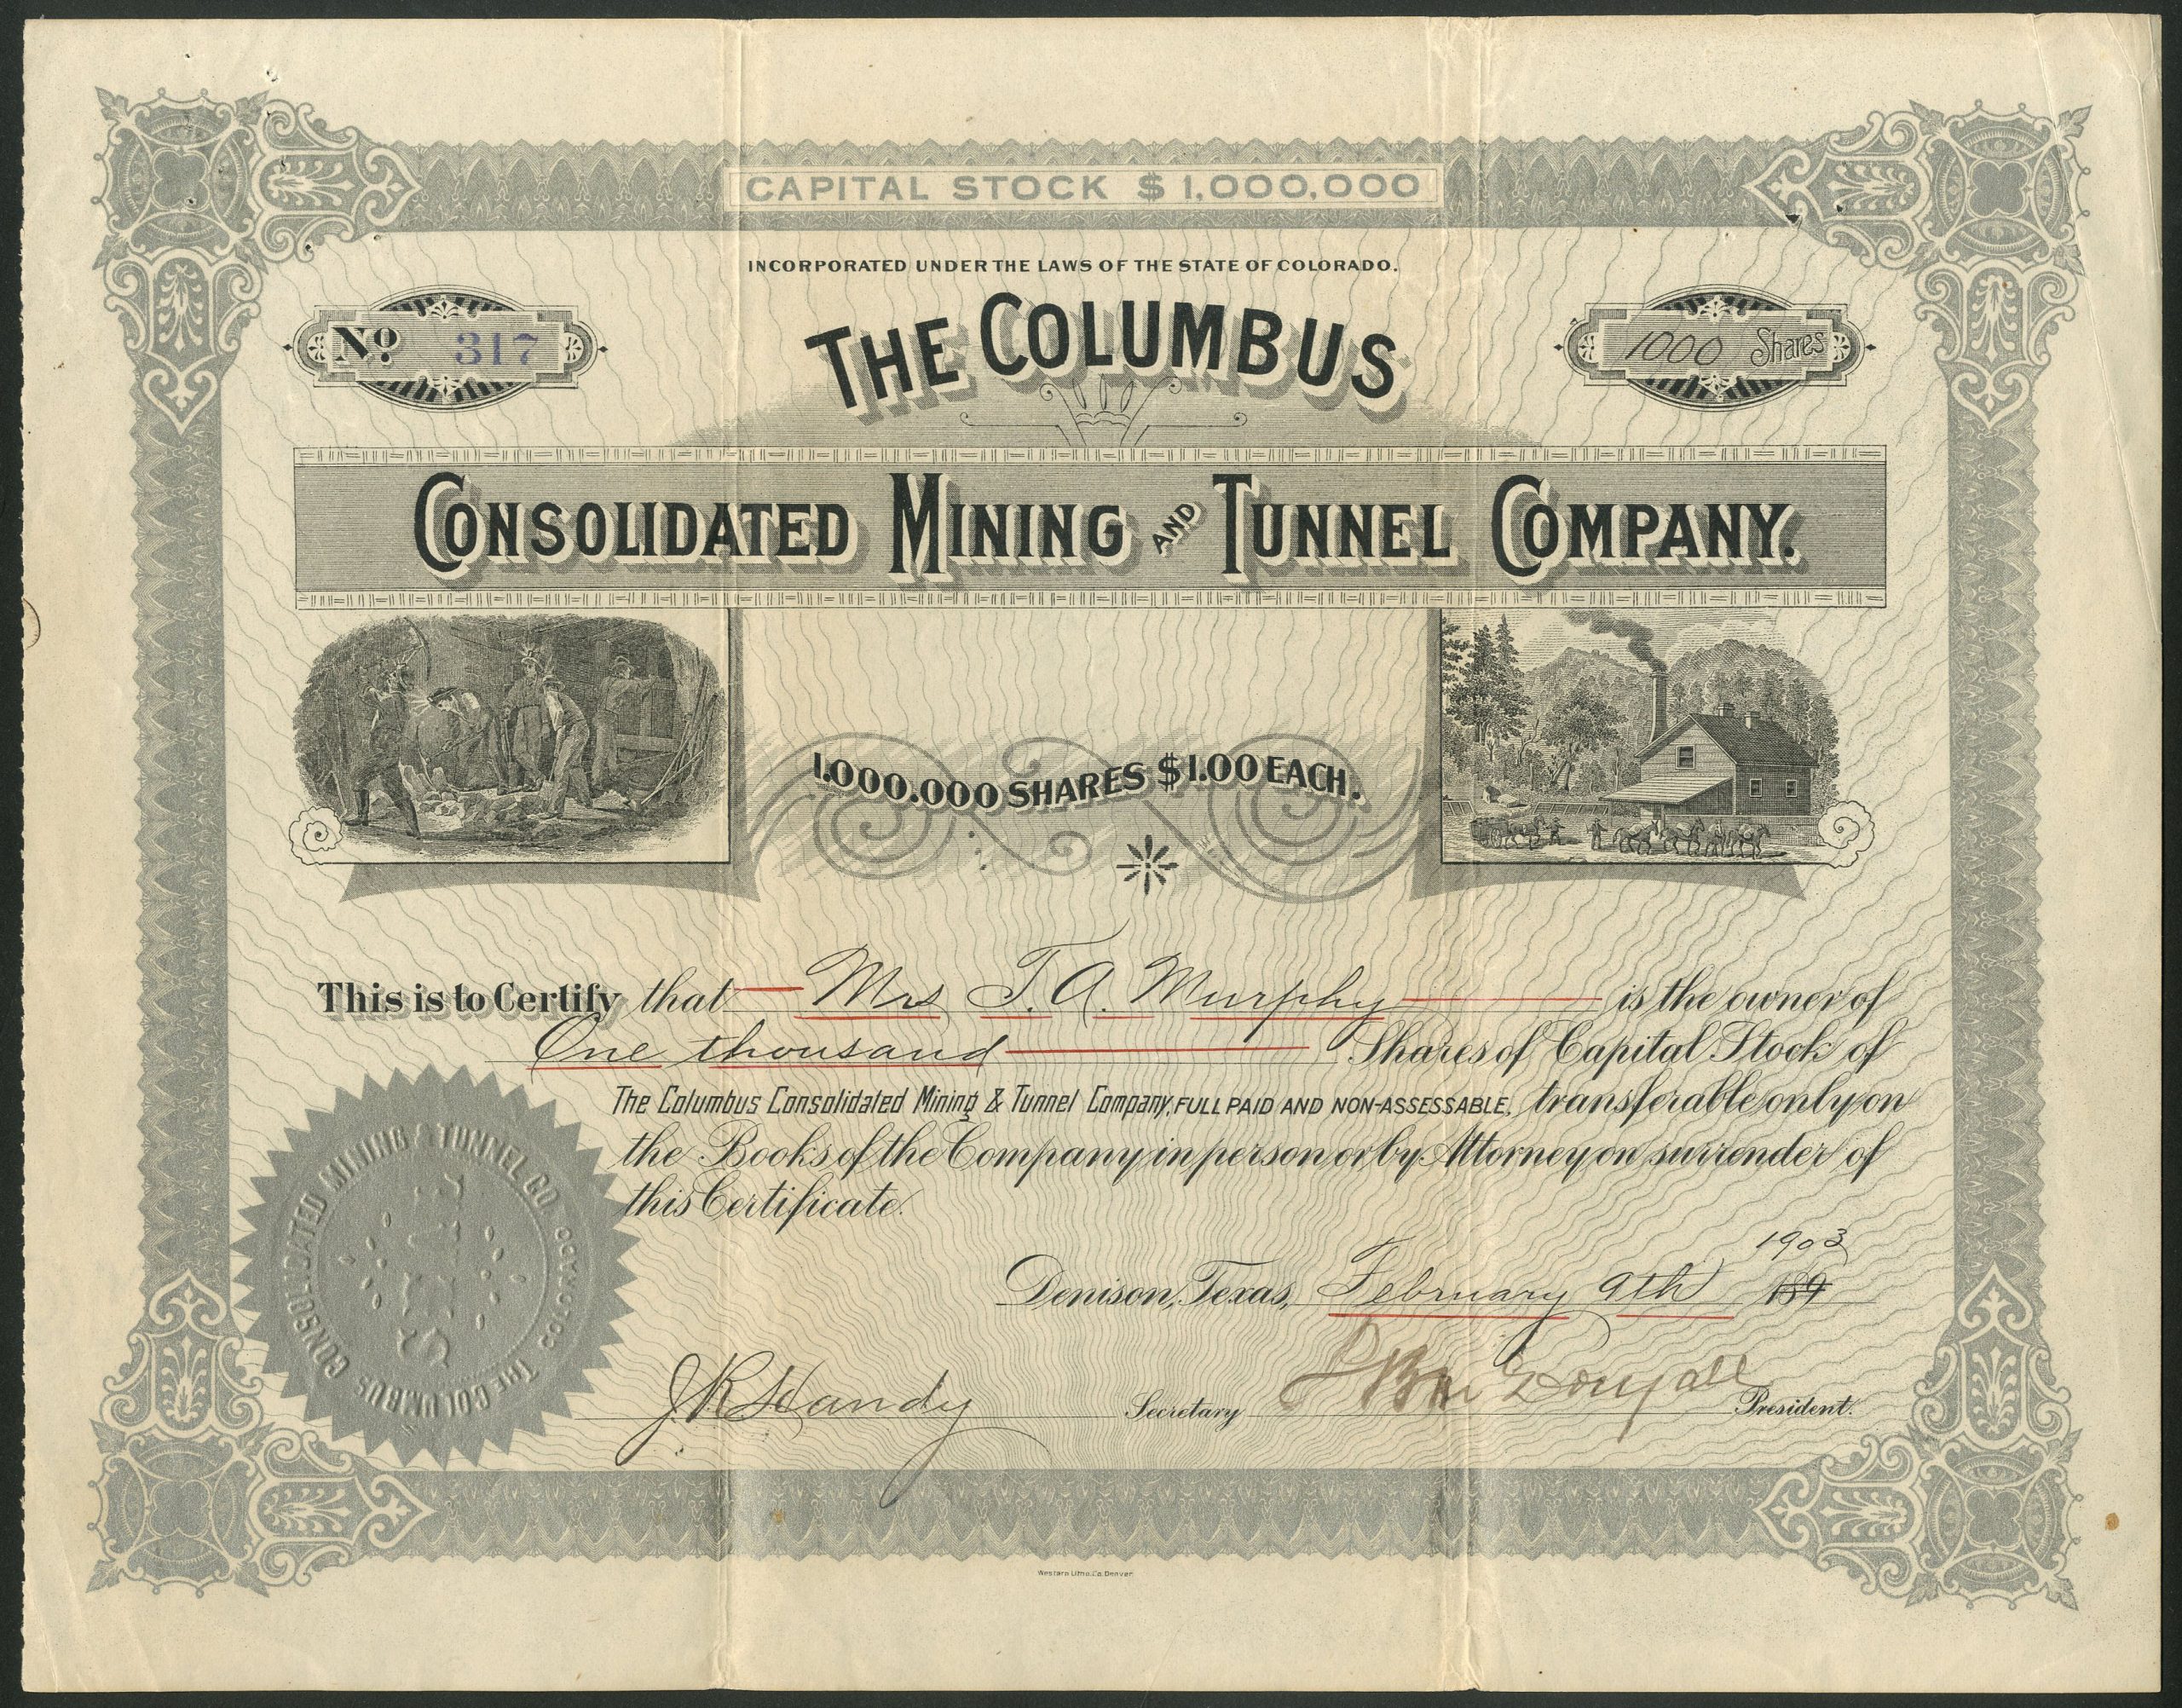 CAPITAL STOCK $1,000,000
INCORPORATED UNDER THE LAWS OF THE STATE OF COLORADO.
No. 317
THE COLUMBUS
1000 Shares
CONSOLIDATED MINING AND TUNNEL COMPANY.
1.000.000 SHARES $1.00 EACH.
This is to Certify that Mrs T. A. Murphy is the owner of
One thousand Shares of Capital Stock of
The Columbus Consolidated Mining & Tunnel Company, FULL PAID AND NON-ASSESSABLE, transferable only on
the Books of the Company in person or by Attorney on surrender of
this Certificate.
1903
Denison, Texas, February 9th 189
J.R. Handy Secretary President.
THE COLUMBUS CONSOLIDATED MINING & TUNNEL CO. COLORADO
SEAL
Western Litho. Co. Denver.